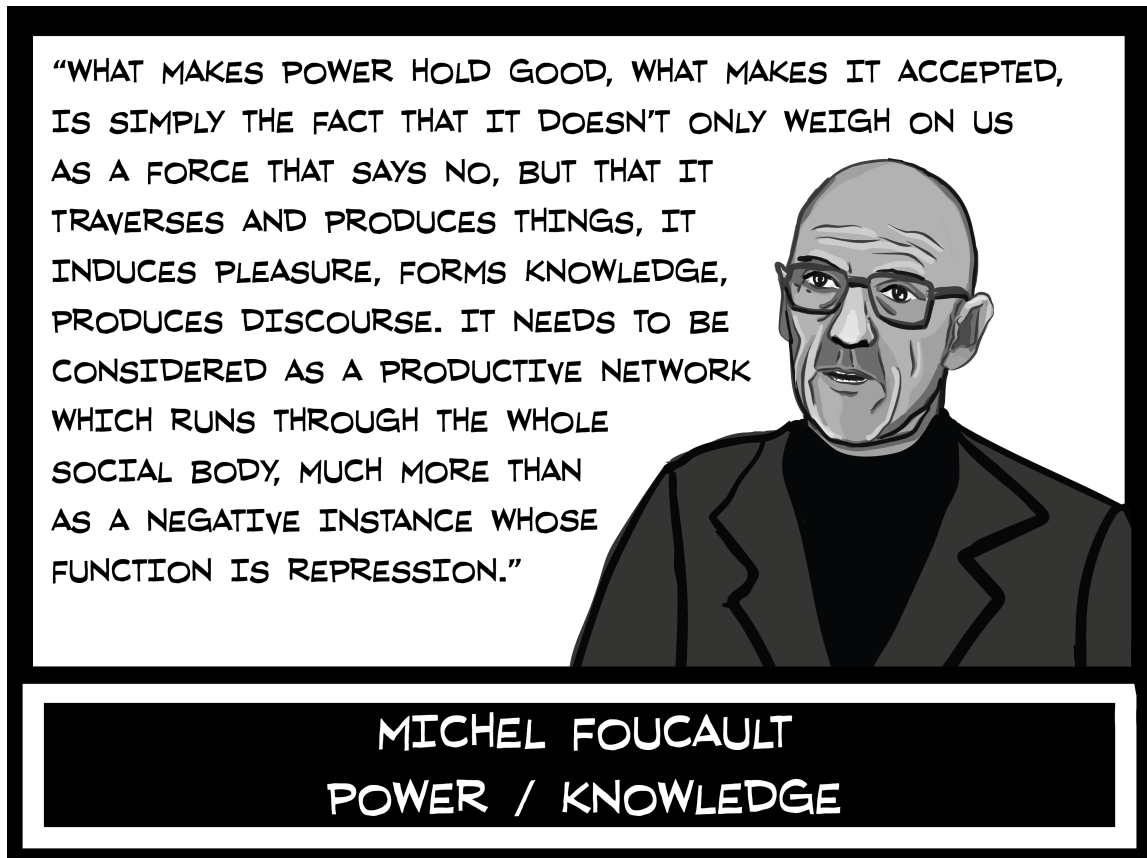 “WHAT MAKES POWER HOLD GOOD, WHAT MAKES IT ACCEPTED,
IS SIMPLY THE FACT THAT IT DOESN’T ONLY WEIGH ON US
AS A FORCE THAT SAYS NO, BUT THAT IT
TRAVERSES AND PRODUCES THINGS, IT
INDUCES PLEASURE, FORMS KNOWLEDGE,
PRODUCES DISCOURSE. IT NEEDS TO BE
CONSIDERED AS A PRODUCTIVE NETWORK
WHICH RUNS THROUGH THE WHOLE
SOCIAL BODY, MUCH MORE THAN
AS A NEGATIVE INSTANCE WHOSE
FUNCTION IS REPRESSION.”
MICHEL FOUCAULT
POWER / KNOWLEDGE